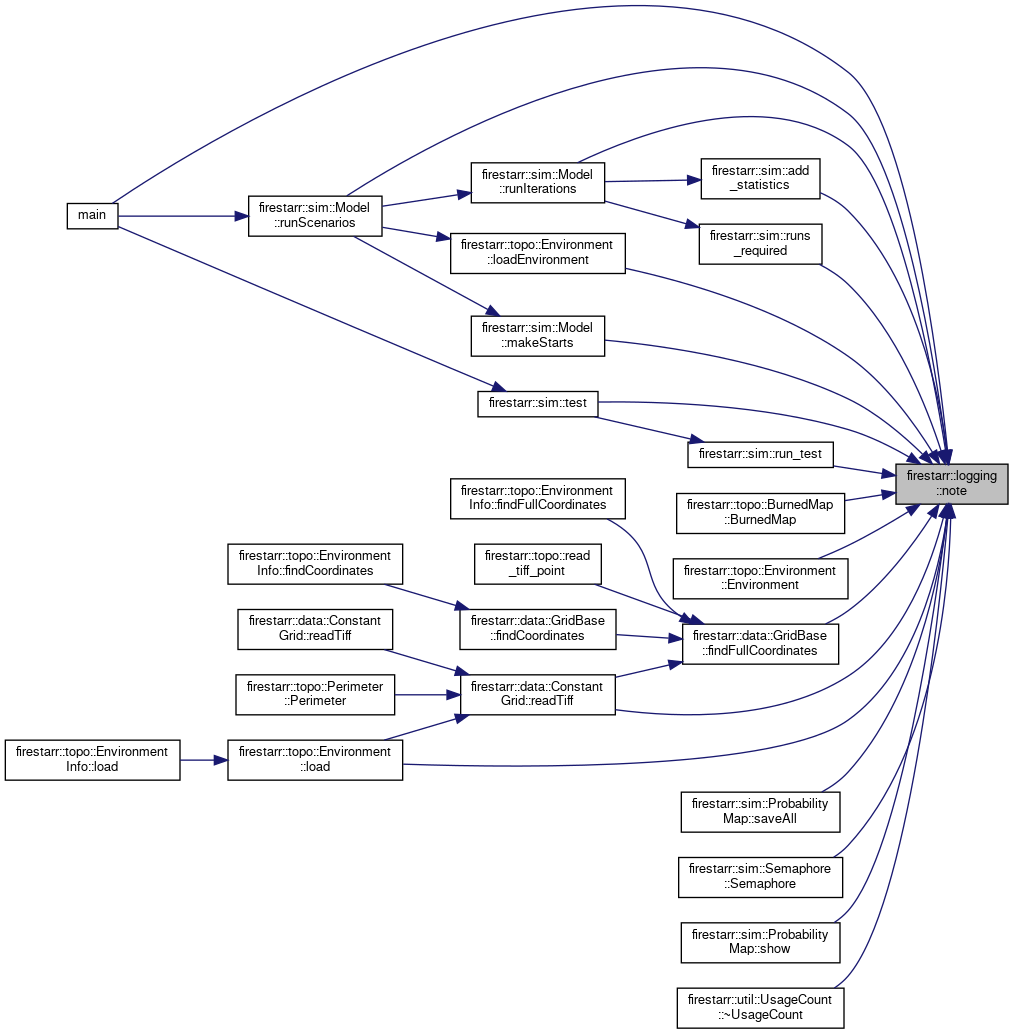 main
firestarr::sim::Model
::runScenarios
firestarr::sim::Model
::runIterations
firestarr::sim::add
_statistics
firestarr::sim::runs
_required
firestarr::topo::Environment
::loadEnvironment
firestarr::sim::Model
::makeStarts
firestarr::sim::test
firestarr::sim::run_test
firestarr::logging
::note
firestarr::topo::Environment
Info::findFullCoordinates
firestarr::topo::BurnedMap
::BurnedMap
firestarr::topo::Environment
Info::findCoordinates
firestarr::topo::read
_tiff_point
firestarr::topo::Environment
::Environment
firestarr::data::Constant
Grid::readTiff
firestarr::data::GridBase
::findCoordinates
firestarr::data::GridBase
::findFullCoordinates
firestarr::topo::Perimeter
::Perimeter
firestarr::data::Constant
Grid::readTiff
firestarr::topo::Environment
Info::load
firestarr::topo::Environment
::load
firestarr::sim::Probability
Map::saveAll
firestarr::sim::Semaphore
::Semaphore
firestarr::sim::Probability
Map::show
firestarr::util::UsageCount
::~UsageCount